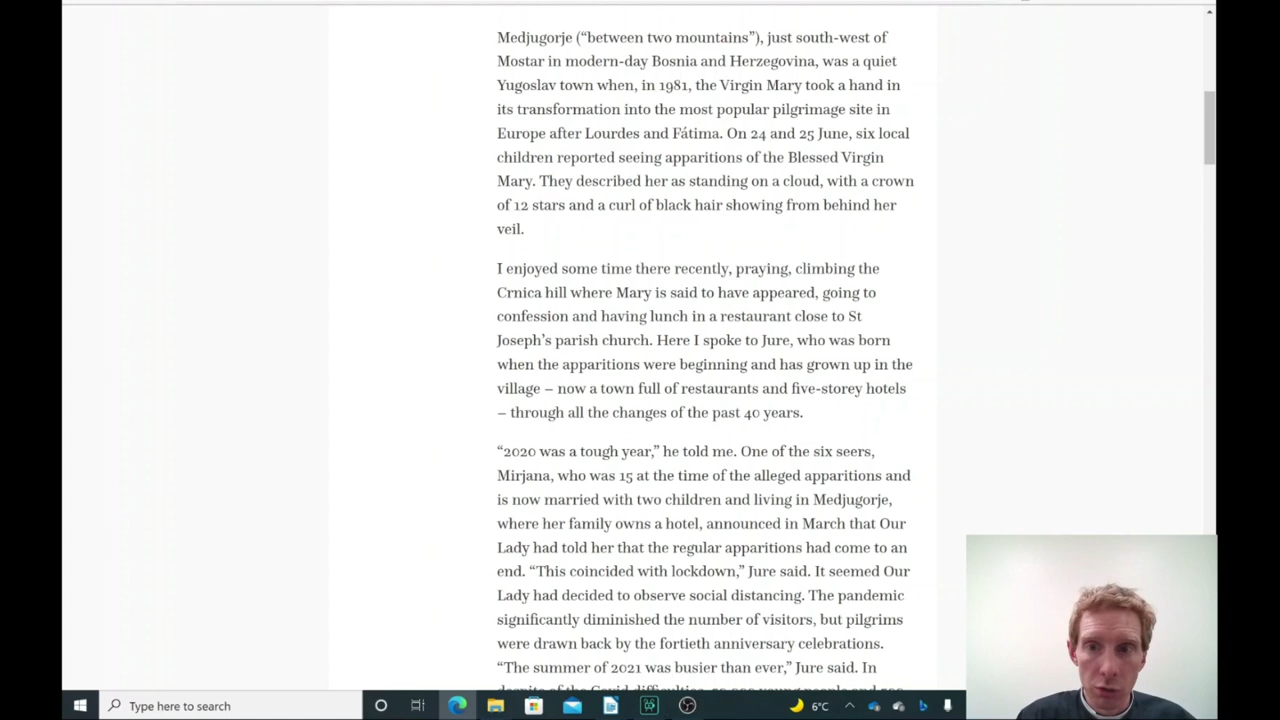 Medjugorje (“between two mountains”), just south-west of
Mostar in modern-day Bosnia and Herzegovina, was a quiet
Yugoslav town when, in 1981, the Virgin Mary took a hand in
its transformation into the most popular pilgrimage site in
Europe after Lourdes and Fátima. On 24 and 25 June, six local
children reported seeing apparitions of the Blessed Virgin
Mary. They described her as standing on a cloud, with a crown
of 12 stars and a curl of black hair showing from behind her
veil.
I enjoyed some time there recently, praying, climbing the
Crnica hill where Mary is said to have appeared, going to
confession and having lunch in a restaurant close to St
Joseph’s parish church. Here I spoke to Jure, who was born
when the apparitions were beginning and has grown up in the
village – now a town full of restaurants and five-storey hotels
– through all the changes of the past 40 years.
“2020 was a tough year,” he told me. One of the six seers,
Mirjana, who was 15 at the time of the alleged apparitions and
is now married with two children and living in Medjugorje,
where her family owns a hotel, announced in March that Our
Lady had told her that the regular apparitions had come to an
end. “This coincided with lockdown,” Jure said. It seemed Our
Lady had decided to observe social distancing. The pandemic
significantly diminished the number of visitors, but pilgrims
were drawn back by the fortieth anniversary celebrations.
“The summer of 2021 was busier than ever,” Jure said. In
despite of the Covid difficulties, 50,000 young people and
Type here to search
6°C